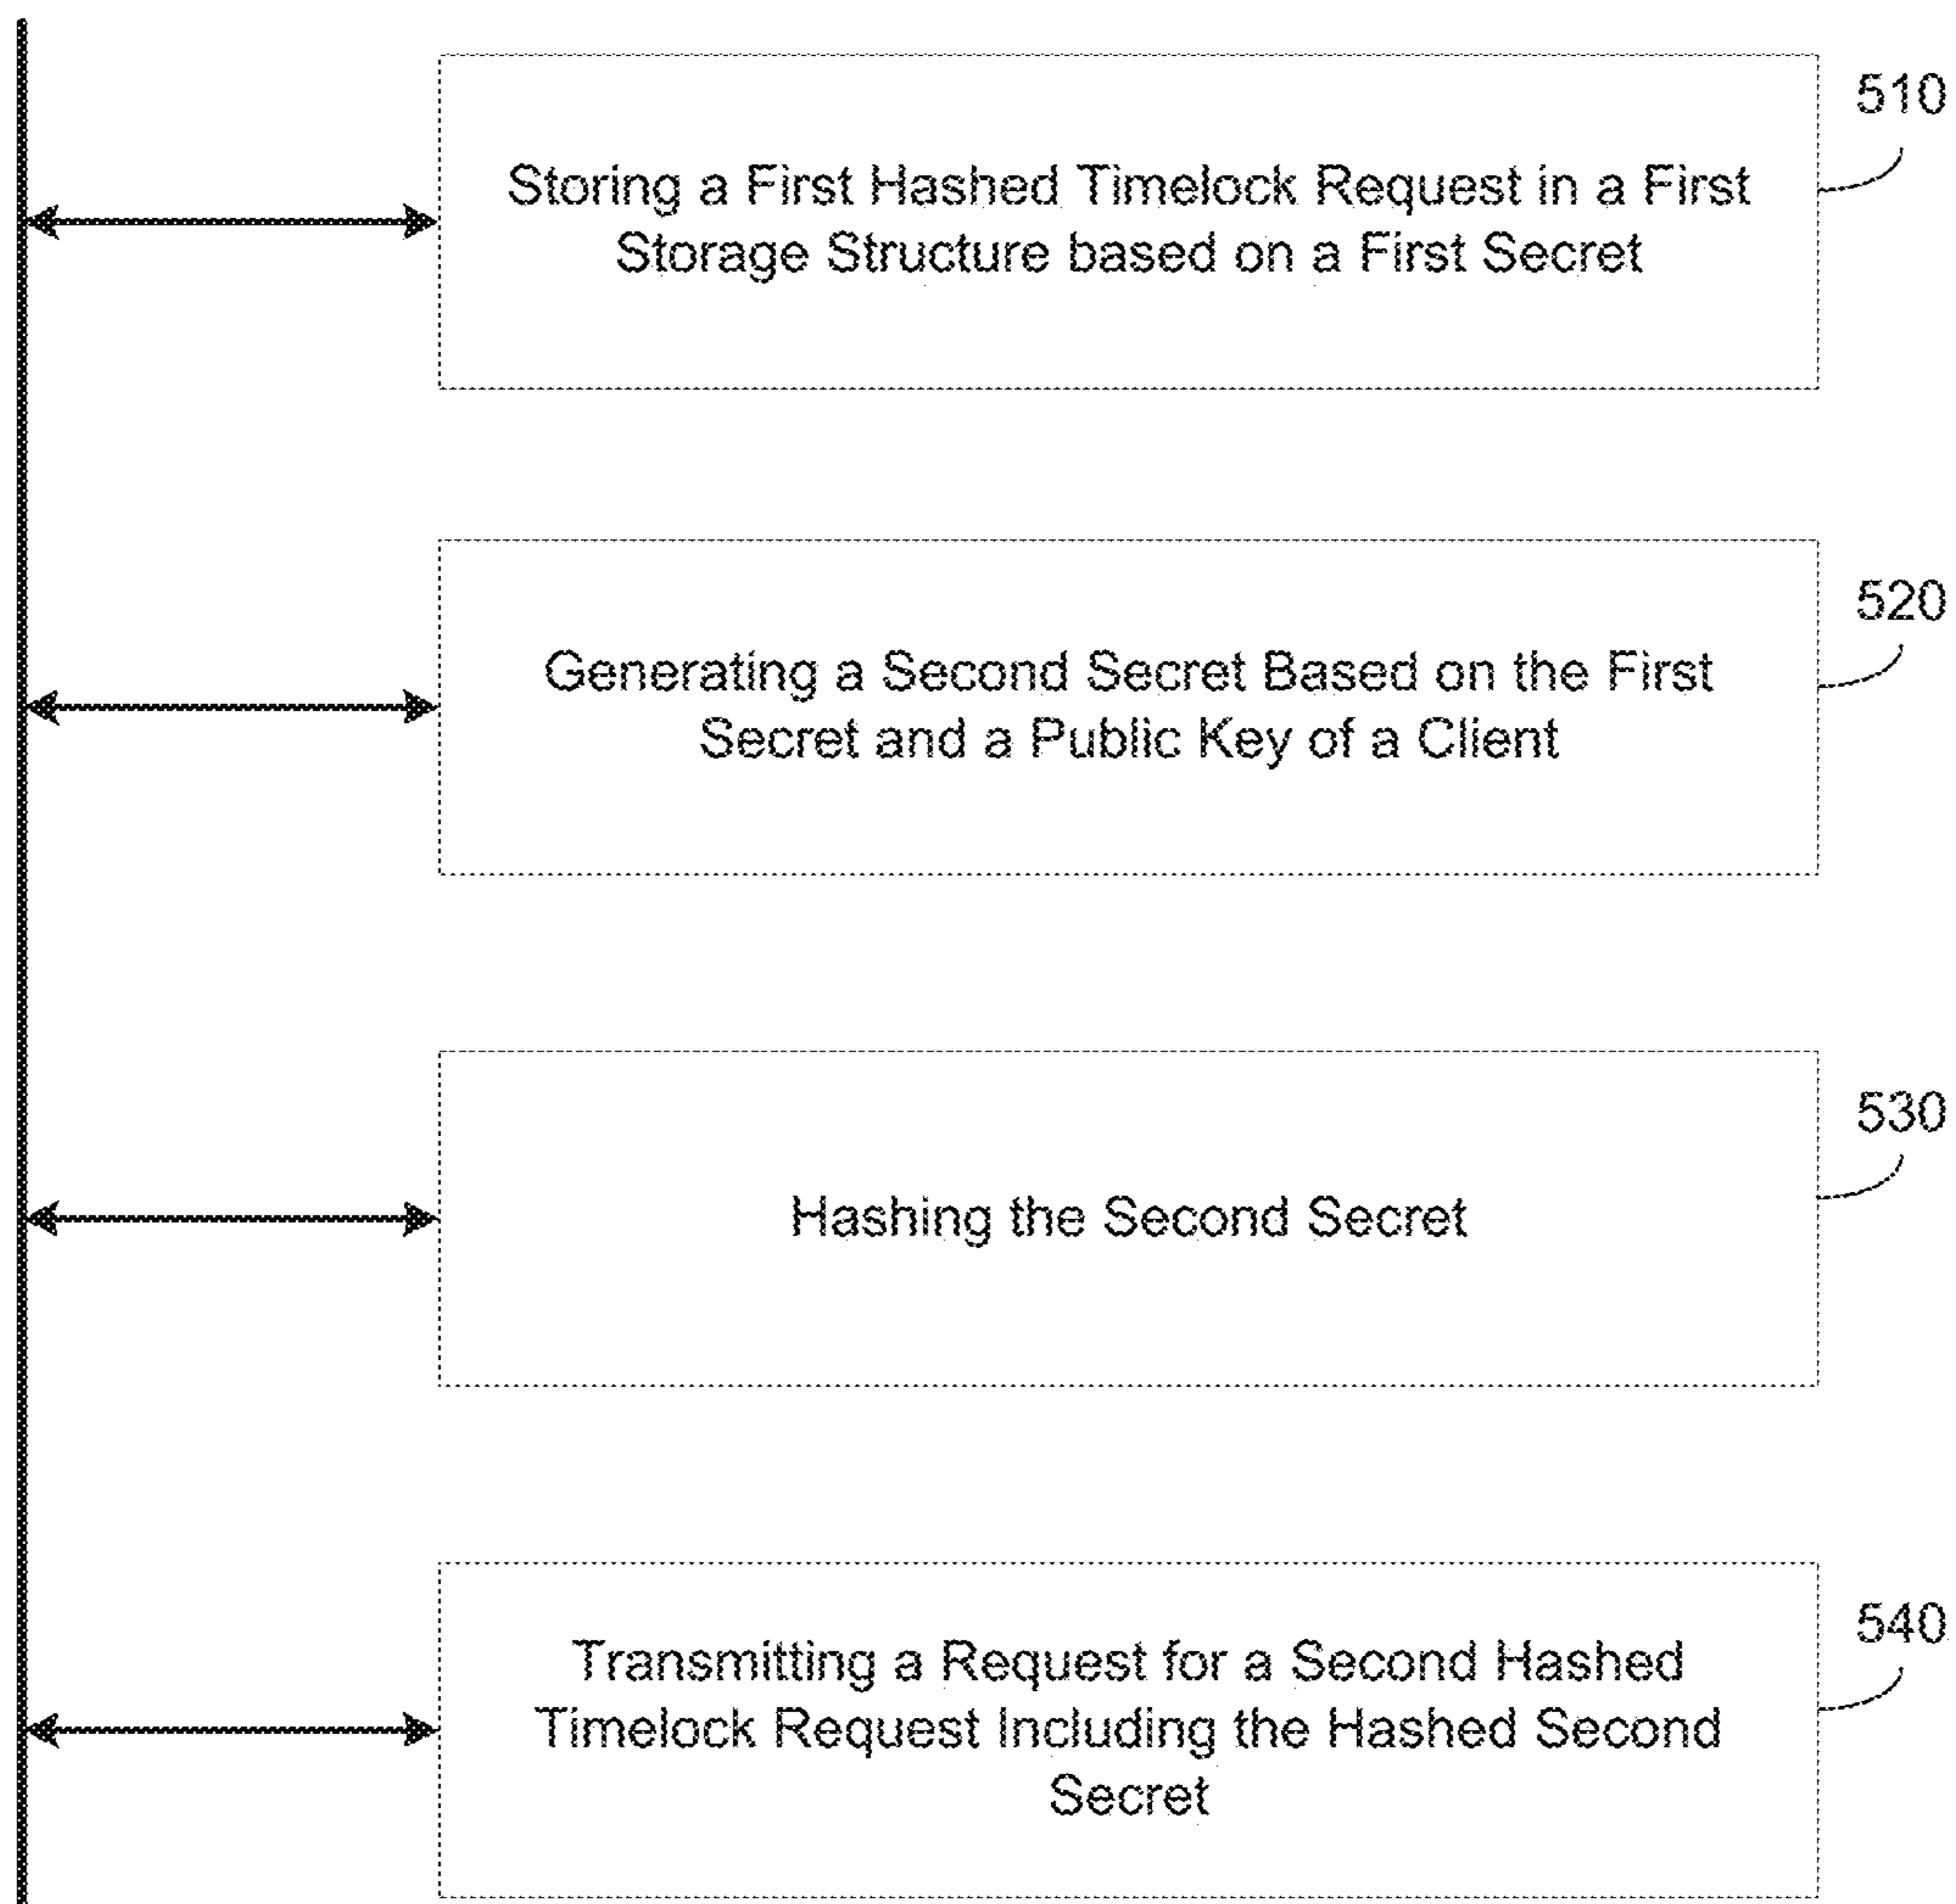 510
Storing a First Hashed Timelock Request in a First
Storage Structure based on a First Secret
520
Generating a Second Secret Based on the First
Secret and a Public Key of a Client
530
Hashing the Second Secret
540
Transmitting a Request for a Second Hashed
Timelock Request Including the Hashed Second
Secret